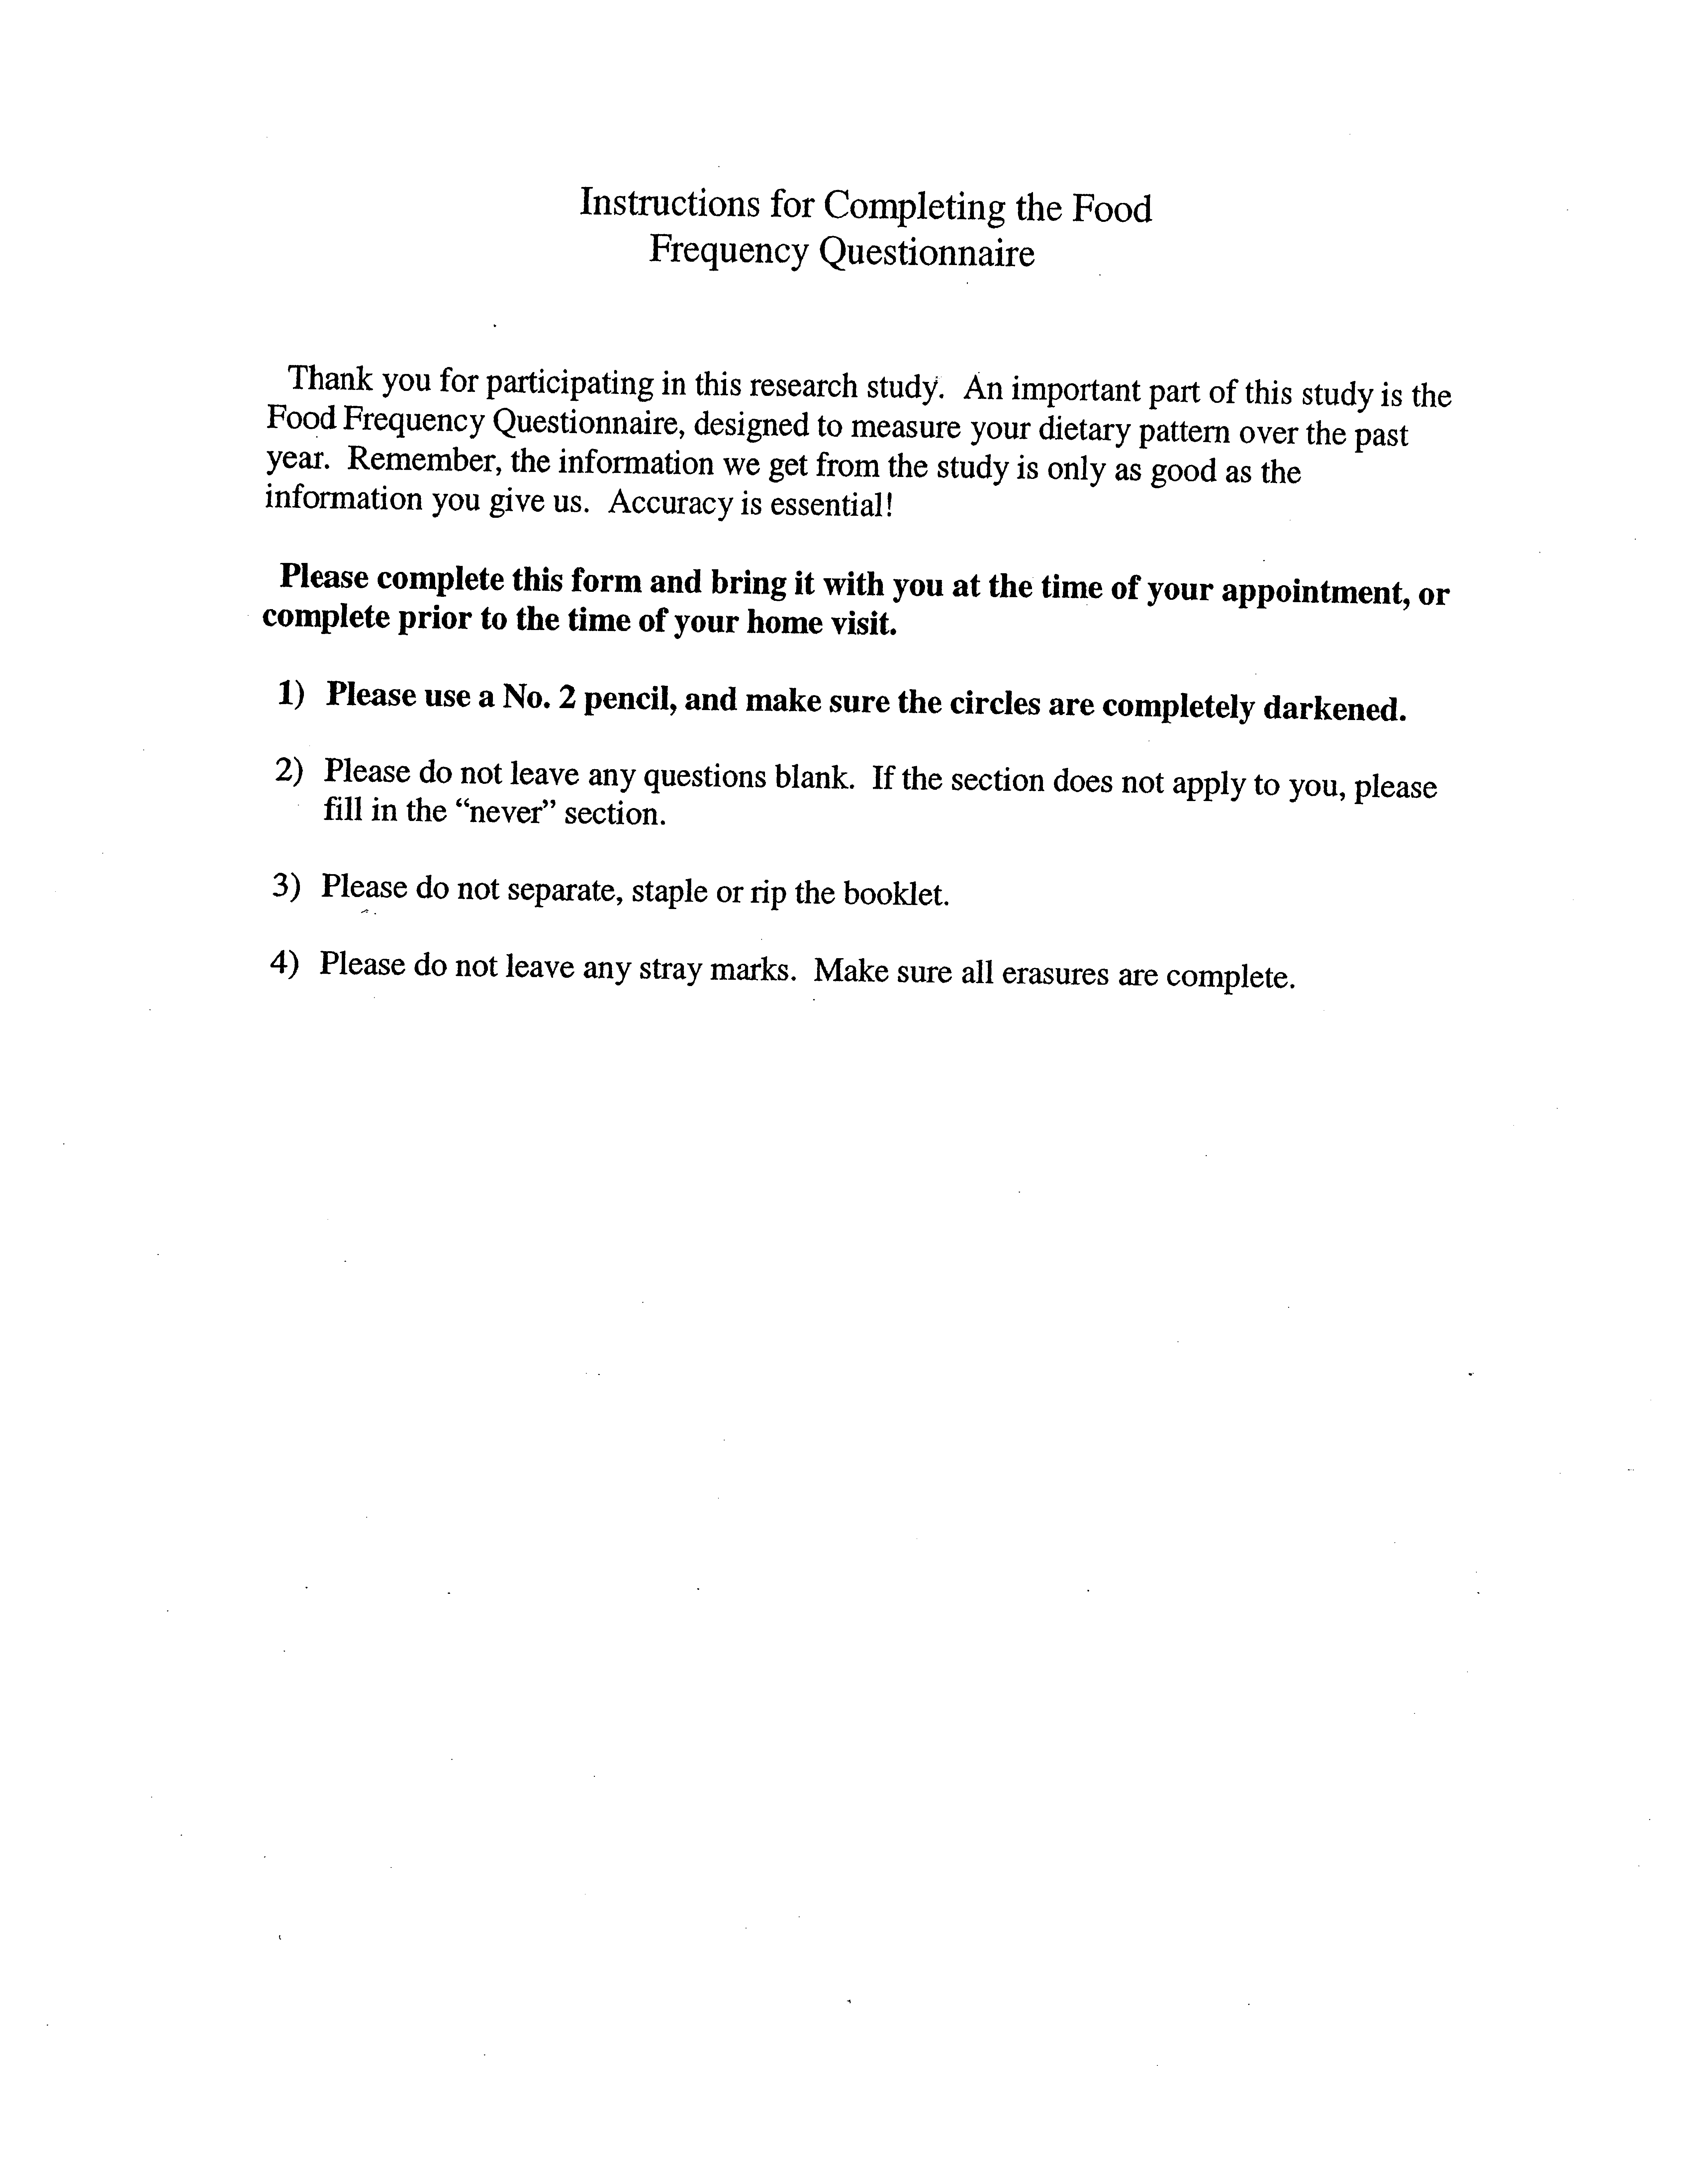 Instructions for Completing the Food
Frequency Questionnaire
Thank you for participating in this research study. An important part of this study is the
Food Frequency Questionnaire, designed to measure your dietary pattern over the past
year. Remember, the information we get from the study is only as good as the
information you give us. Accuracy is essential!
Please complete this form and bring it with you at the time of your appointment, or
complete prior to the time of your home visit.
1) Please use a No. 2 pencil, and make sure the circles are completely darkened.
2) Please do not leave any questions blank. If the section does not apply to you, please
fill in the “never” section.
3) Please do not separate, staple or rip the booklet.
4) Please do not leave any stray marks. Make sure all erasures are complete.